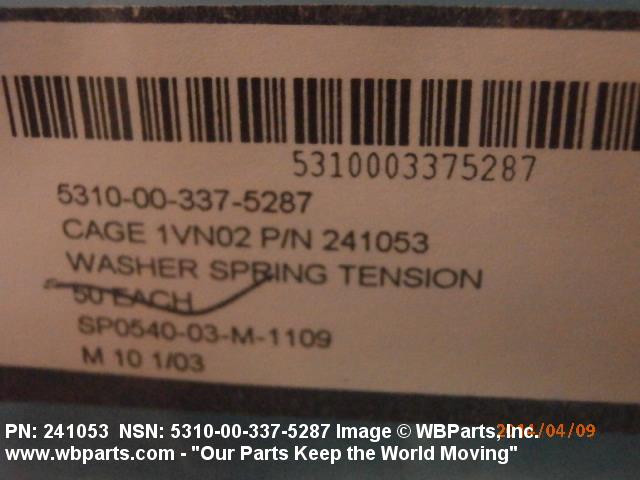 5310003375287
5310-00-337-5287
CAGE 1VN02 P/N 241053
WASHER SPRING TENSION
50 EACH
SP0540-03-M-1109
M 10 1/03
PN: 241053 NSN: 5310-00-337-5287 Image © WBParts, Inc.
www.wbparts.com - "Our Parts Keep the World Moving"